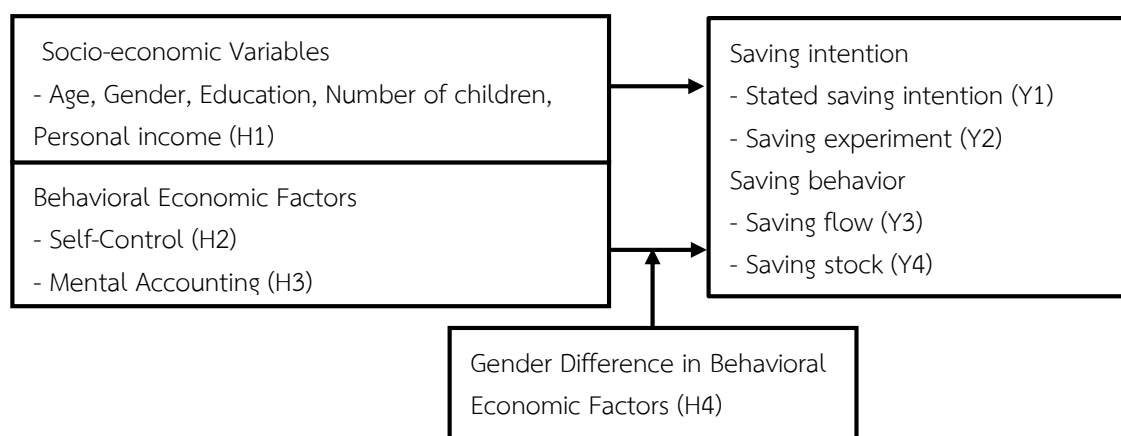 Socio-economic Variables
- Age, Gender, Education, Number of children,
Personal income (H1)
Behavioral Economic Factors
- Self-Control (H2)
- Mental Accounting (H3)
Saving intention
- Stated saving intention (Y1)
- Saving experiment (Y2)
Saving behavior
- Saving flow (Y3)
- Saving stock (Y4)
Gender Difference in Behavioral
Economic Factors (H4)